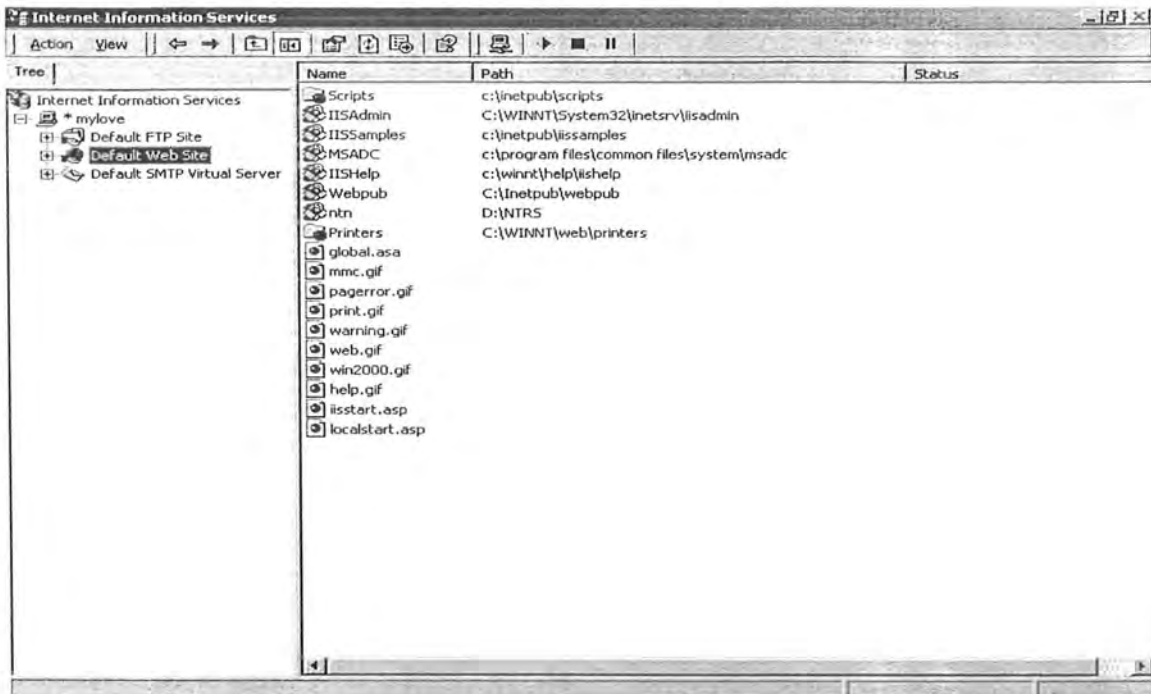 Internet Information Services
Action View
Tree
Name Path Status
Internet Information Services
* mylove
Default FTP Site
Default Web Site
Default SMTP Virtual Server
Scripts c:\inetpub\scripts
IISAdmin C:\WINNT\System32\inetsrv\iisadmin
IISSamples c:\inetpub\iissamples
MSADC c:\program files\common files\system\msadc
IISHelp c:\winnt\help\iishelp
Webpub C:\Inetpub\webpub
ntn D:\NTRS
Printers C:\WINNT\web\printers
global.asa
mmc.gif
pagerror.gif
print.gif
warning.gif
web.gif
win2000.gif
help.gif
iisstart.asp
localstart.asp